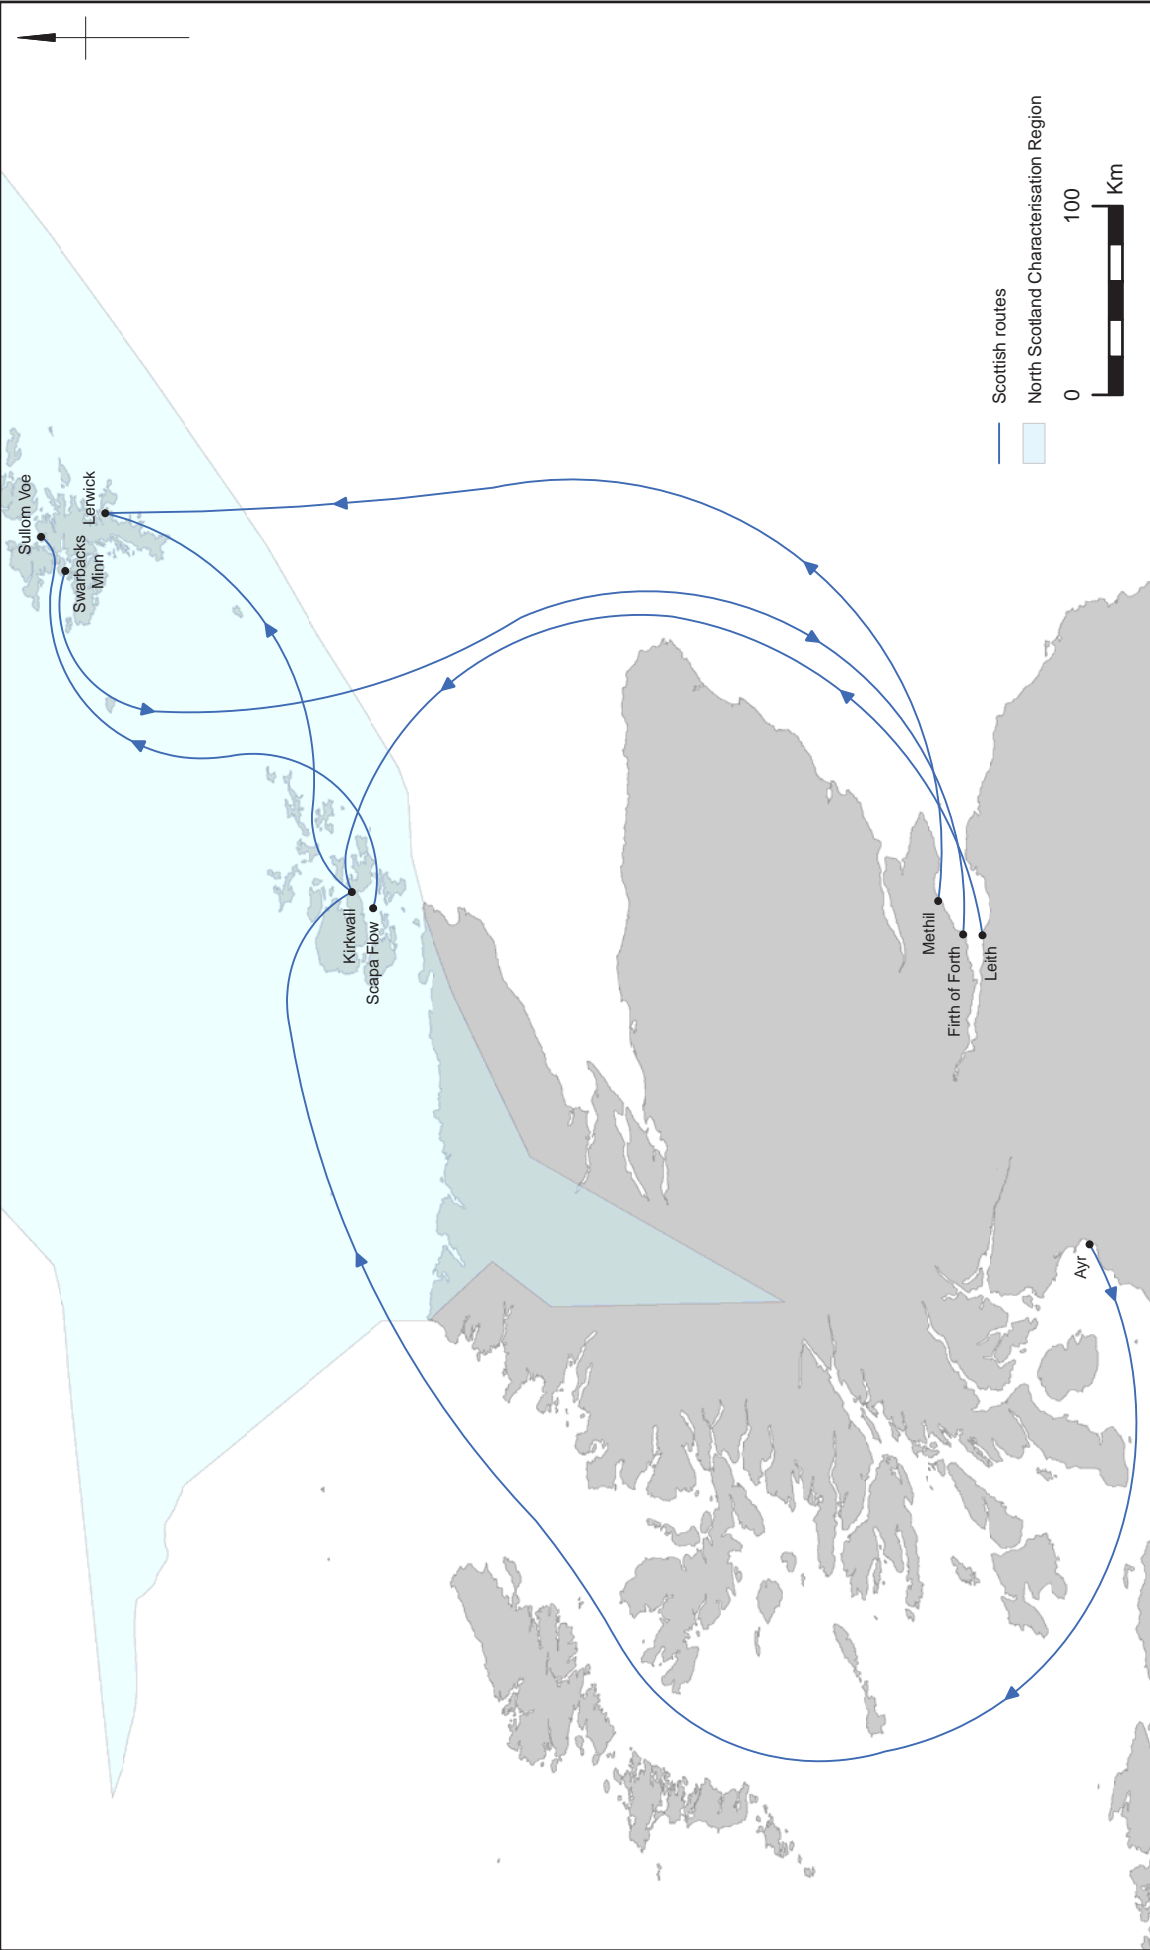 Sullom Voe
Swarbacks
Minn
Lerwick
Kirkwall
Scapa Flow
Methil
Firth of Forth
Leith
Ayr
Scottish routes
North Scotland Characterisation Region
0
100
Km